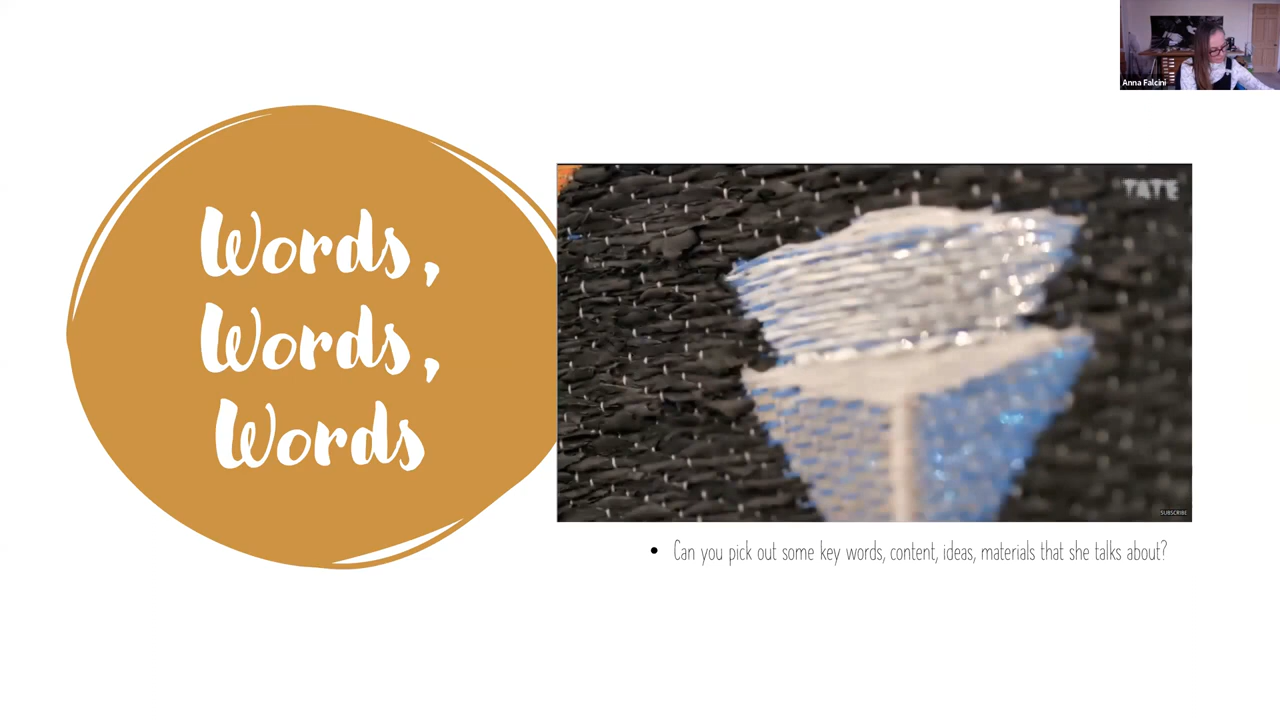 Anna Falcini
Words,
Words,
Words
TATE
SUBSCRIBE
• Can you pick out some key words, content, ideas, materials that she talks about?